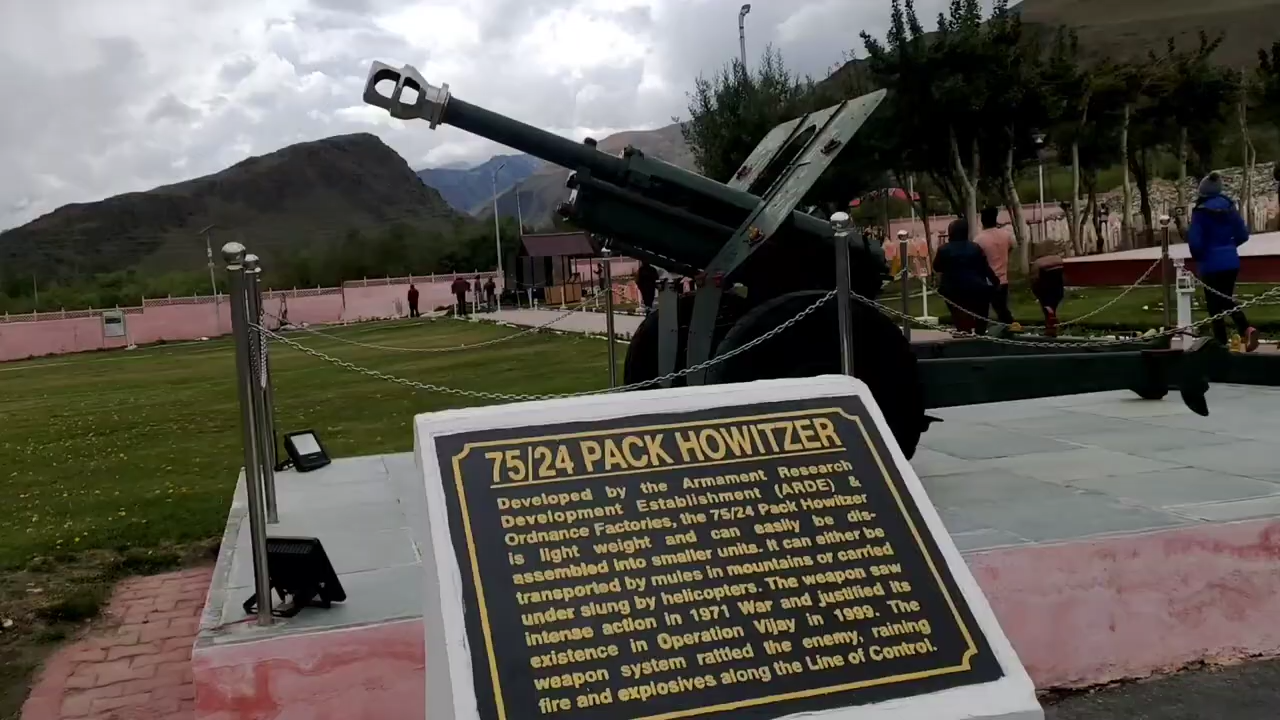 75/24 PACK HOWITZER
Developed by the Armament Research
Development Establishment (ARDE) &
Ordnance Factories, the 75/24 Pack Howitzer
is light weight and can easily be dis-
assembled into smaller units. It can either be
transported by mules in mountains or carried
under slung by helicopters. The weapon saw
intense action in 1971 War and justified its
existence in Operation Vijay in 1999. The
weapon system rattled the enemy, raining
fire and explosives along the Line of Control.